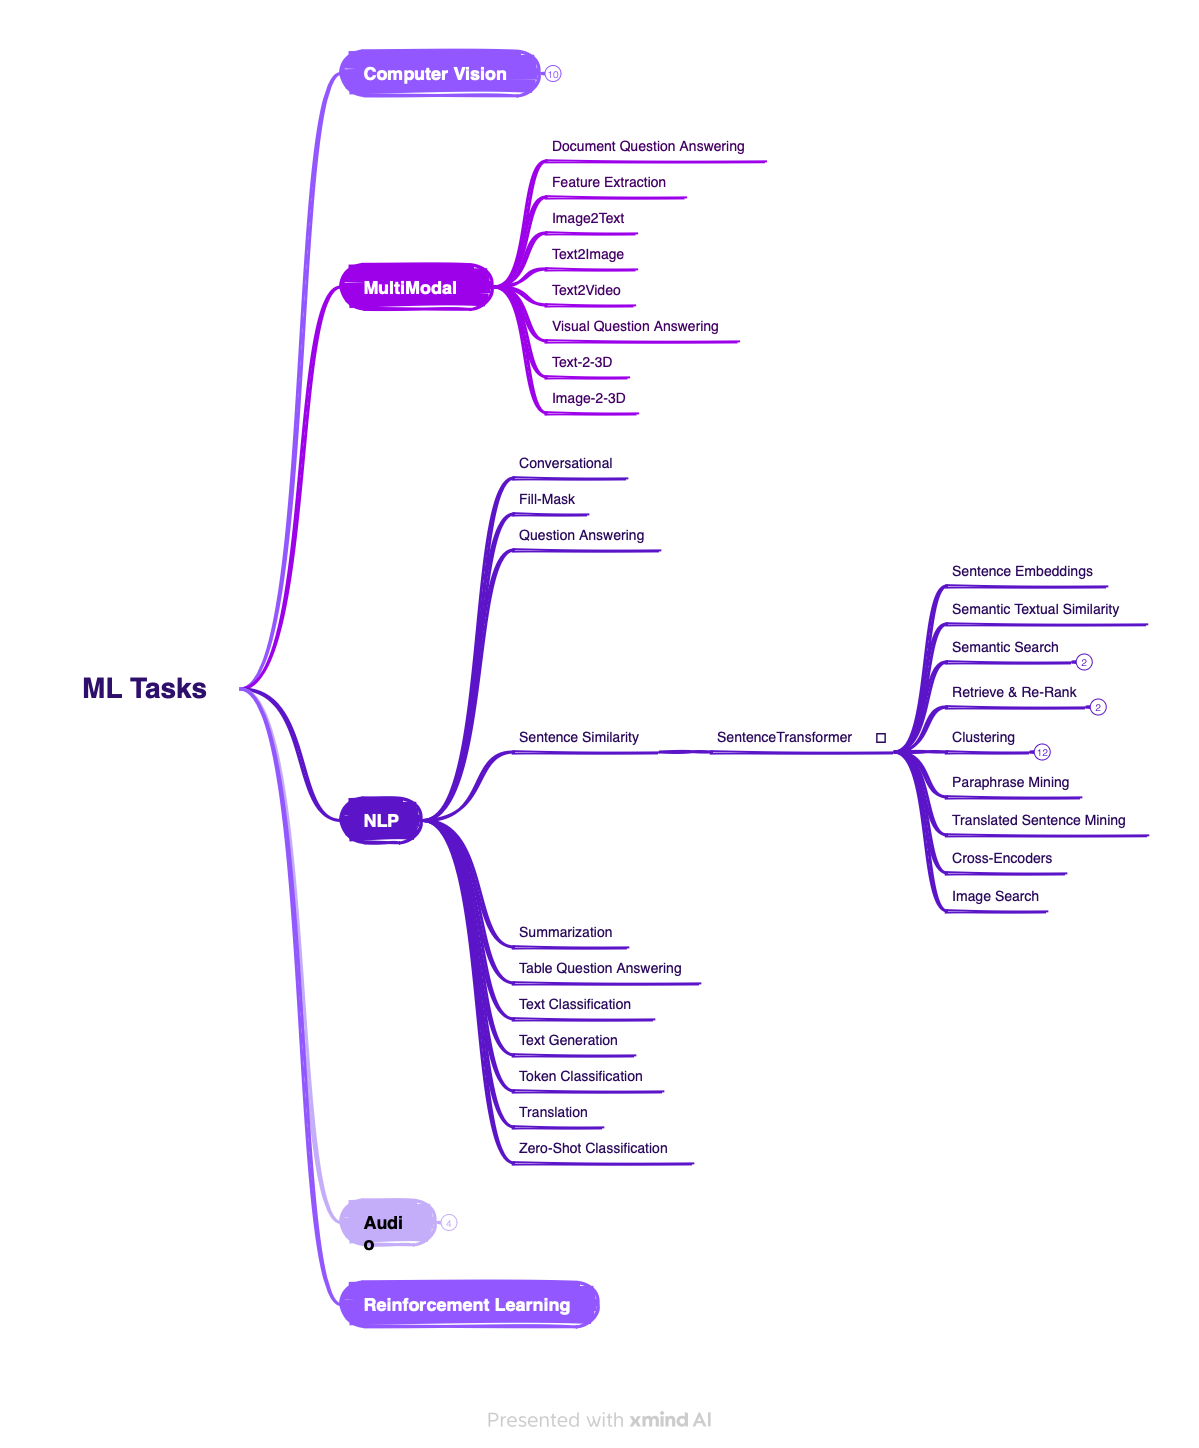 Computer Vision
10
Document Question Answering
Feature Extraction
Image2Text
Text2Image
MultiModal
Text2Video
Visual Question Answering
Text-2-3D
Image-2-3D
Conversational
Fill-Mask
Question Answering
Sentence Embeddings
Semantic Textual Similarity
Semantic Search
2
ML Tasks
Retrieve & Re-Rank
2
Sentence Similarity
SentenceTransformer
Clustering
12
Paraphrase Mining
NLP
Translated Sentence Mining
Cross-Encoders
Image Search
Summarization
Table Question Answering
Text Classification
Text Generation
Token Classification
Translation
Zero-Shot Classification
Audi
o
4
Reinforcement Learning
Presented with xmind AI